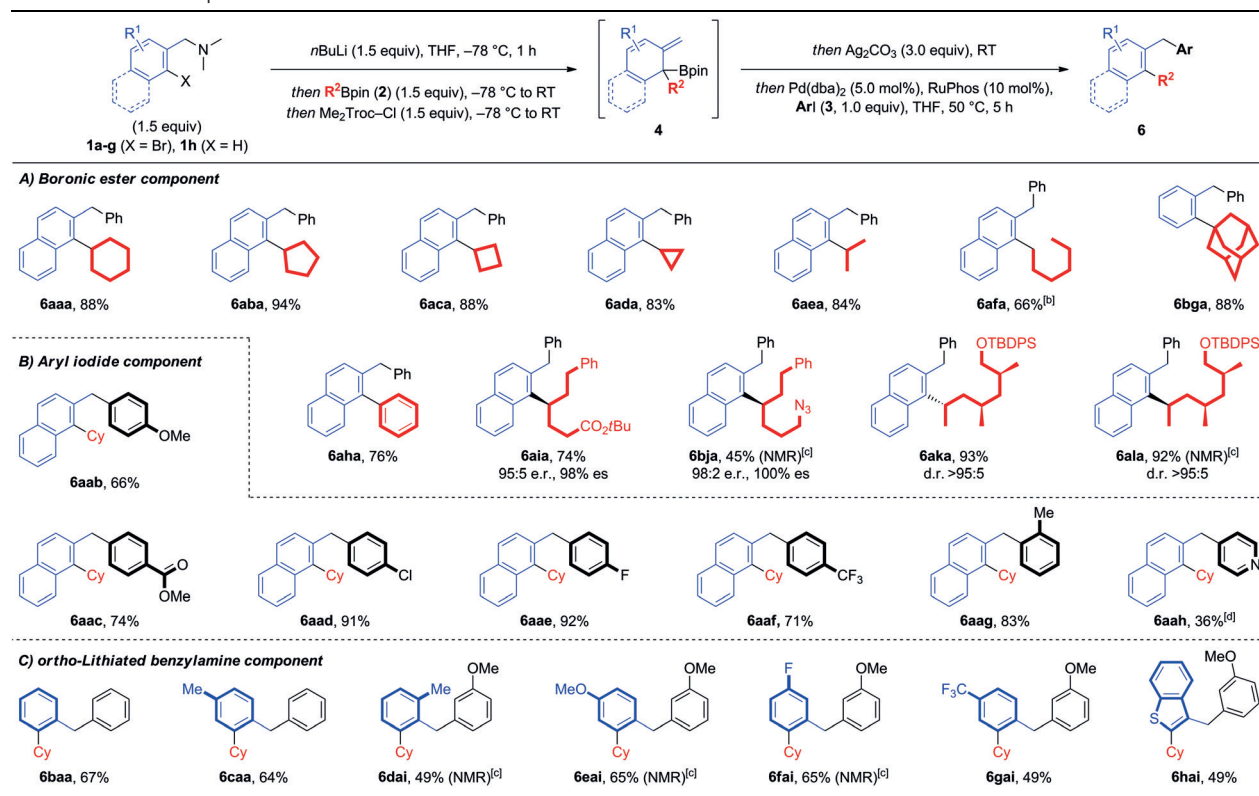 R¹
N
X
(1.5 equiv)
1a-g (X = Br), 1h (X = H)
nBuLi (1.5 equiv), THF, –78 °C, 1 h
then R²Bpin (2) (1.5 equiv), –78 °C to RT
then Me₂Troc–Cl (1.5 equiv), –78 °C to RT
R¹
Bpin
R²
4
then Ag₂CO₃ (3.0 equiv), RT
then Pd(dba)₂ (5.0 mol%), RuPhos (10 mol%),
ArI (3, 1.0 equiv), THF, 50 °C, 5 h
R¹
Ar
R²
6
A) Boronic ester component
Ph
Ph
Ph
Ph
Ph
Ph
Ph
6aaa, 88%
6aba, 94%
6aca, 88%
6ada, 83%
6aea, 84%
6afa, 66%[b]
6bga, 88%
B) Aryl iodide component
Cy
OMe
6aab, 66%
Ph
6aha, 76%
Ph
Ph
CO₂tBu
6aia, 74%
95:5 e.r., 98% es
Ph
Ph
N₃
6bja, 45% (NMR)[c]
98:2 e.r., 100% es
Ph
OTBDPS
6aka, 93%
d.r. >95:5
Ph
OTBDPS
6ala, 92% (NMR)[c]
d.r. >95:5
Cy
O
OMe
6aac, 74%
Cy
Cl
6aad, 91%
Cy
F
6aae, 92%
Cy
CF₃
6aaf, 71%
Me
Cy
6aag, 83%
Cy
N
6aah, 36%[d]
C) ortho-Lithiated benzylamine component
Cy
6baa, 67%
Me
Cy
6caa, 64%
Me
OMe
Cy
6dai, 49% (NMR)[c]
MeO
OMe
Cy
6eai, 65% (NMR)[c]
F
OMe
Cy
6fai, 65% (NMR)[c]
F₃C
OMe
Cy
6gai, 49%
MeO
S
Cy
6hai, 49%